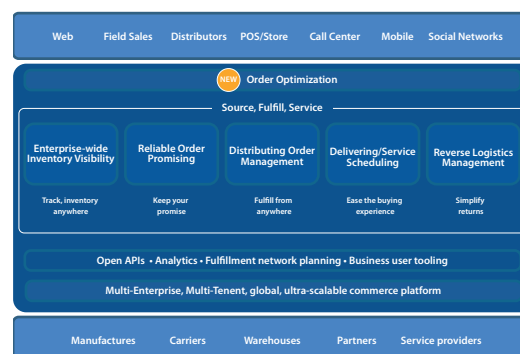 Web Field Sales Distributors POS/Store Call Center Mobile Social Networks
NEW Order Optimization
Source, Fulfill, Service
Enterprise-wide
Inventory Visibility
Reliable Order
Promising
Distributing Order
Management
Delivering/Service
Scheduling
Reverse Logistics
Management
Track, inventory
anywhere
Keep your
promise
Fulfill from
anywhere
Ease the buying
experience
Simplify
returns
Open APIs • Analytics • Fulfillment network planning • Business user tooling
Multi-Enterprise, Multi-Tenent, global, ultra-scalable commerce platform
Manufactures Carriers Warehouses Partners Service providers